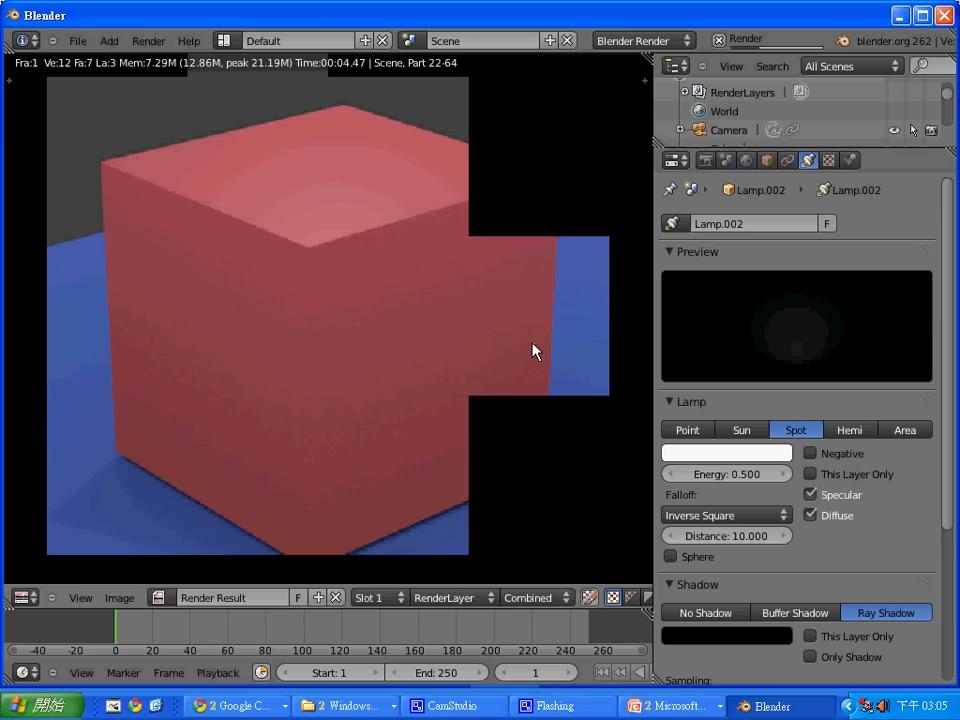 Blender
File Add Render Help Default Scene Blender Render Render blender.org 262 | Ve:
Fra:1 Ve:12 Fa:7 La:3 Mem:7.29M (12.86M, peak 21.19M) Time:00:04.47 | Scene, Part 22-64
View Search All Scenes
RenderLayers
World
Camera
Lamp.002 Lamp.002
Lamp.002 F
Preview
Lamp
Point Sun Spot Hemi Area
Negative
Energy: 0.500 This Layer Only
Falloff: Specular
Inverse Square Diffuse
Distance: 10.000
Sphere
Shadow
No Shadow Buffer Shadow Ray Shadow
This Layer Only
Only Shadow
Sampling:
View Image Render Result F Slot 1 RenderLayer Combined
-40 -20 0 20 40 60 80 100 120 140 160 180 200 220 240 260
View Marker Frame Playback Start: 1 End: 250 1
開始 2 Google C... 2 Windows... CamStudio Flashing 2 Microsoft... Blender 下午 03:05